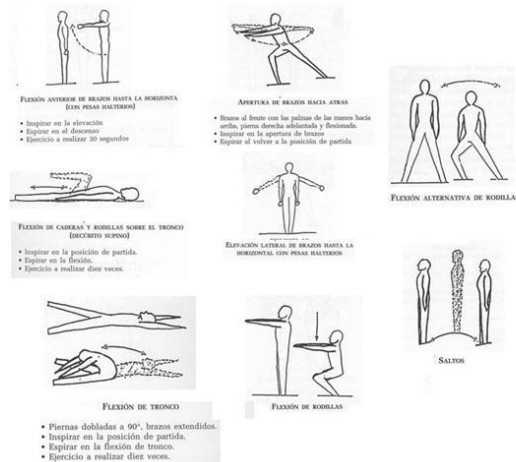 FLEXIÓN ANTERIOR DE BRAZOS HASTA LA HORIZONTA
(CON PESAS HALTERIOS)
• Inspirar en la elevación
• Espirar en el descenso
• Ejercicio a realizar 30 segundos
APERTURA DE BRAZOS HACIA ATRAS
• Brazos al frente con las palmas de las manos hacia
arriba, pierna derecha adelantada y flexionada.
• Inspirar en la apertura de brazos
• Espirar al volver a la posición de partida
FLEXIÓN ALTERNATIVA DE RODILLAS
FLEXIÓN DE CADERAS Y RODILLAS SOBRE EL TRONCO
(DECÚBITO SUPINO)
• Inspirar en la posición de partida.
• Espirar en la flexión.
• Ejercicio a realizar diez veces.
ELEVACIÓN LATERAL DE BRAZOS HASTA LA
HORIZONTAL CON PESAS HALTERIOS
SALTOS
FLEXIÓN DE TRONCO
• Piernas dobladas a 90°, brazos extendidos.
• Inspirar en la posición de partida.
• Espirar en la flexión de tronco.
• Ejercicio a realizar diez veces.
FLEXIÓN DE RODILLAS